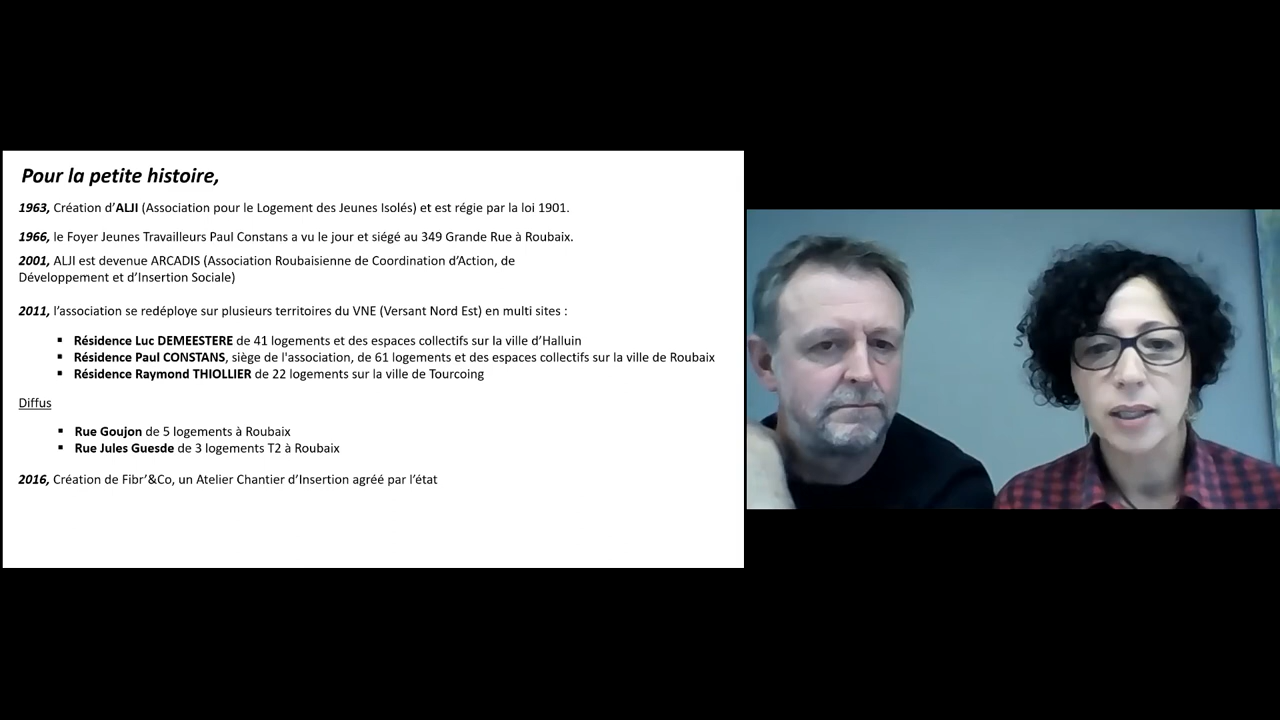 Pour la petite histoire,
1963, Création d’ALJI (Association pour le Logement des Jeunes Isolés) et est régie par la loi 1901.
1966, le Foyer Jeunes Travailleurs Paul Constans a vu le jour et siégé au 349 Grande Rue à Roubaix.
2001, ALJI est devenue ARCADIS (Association Roubaisienne de Coordination d’Action, de
Développement et d’Insertion Sociale)
2011, l’association se redéploye sur plusieurs territoires du VNE (Versant Nord Est) en multi sites :
▪ Résidence Luc DEMEESTERE de 41 logements et des espaces collectifs sur la ville d’Halluin
▪ Résidence Paul CONSTANS, siège de l'association, de 61 logements et des espaces collectifs sur la ville de Roubaix
▪ Résidence Raymond THIOLLIER de 22 logements sur la ville de Tourcoing
Diffus
▪ Rue Goujon de 5 logements à Roubaix
▪ Rue Jules Guesde de 3 logements T2 à Roubaix
2016, Création de Fibr’&Co, un Atelier Chantier d’Insertion agréé par l’état